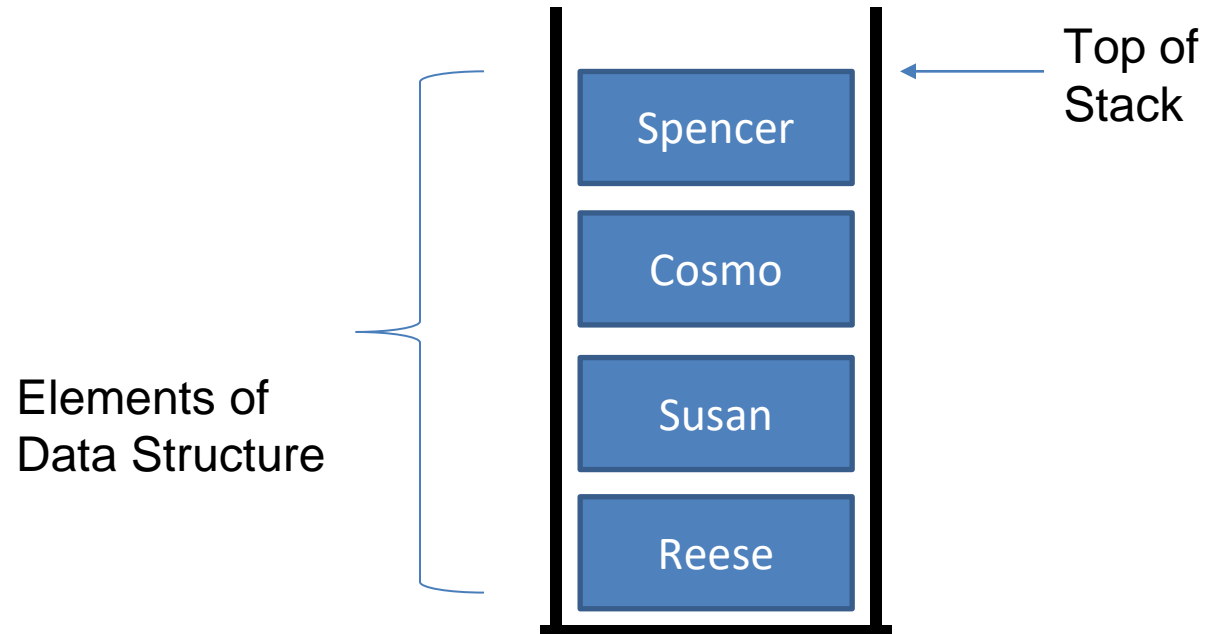 Top of
Stack
Spencer
Cosmo
Susan
Reese
Elements of
Data Structure